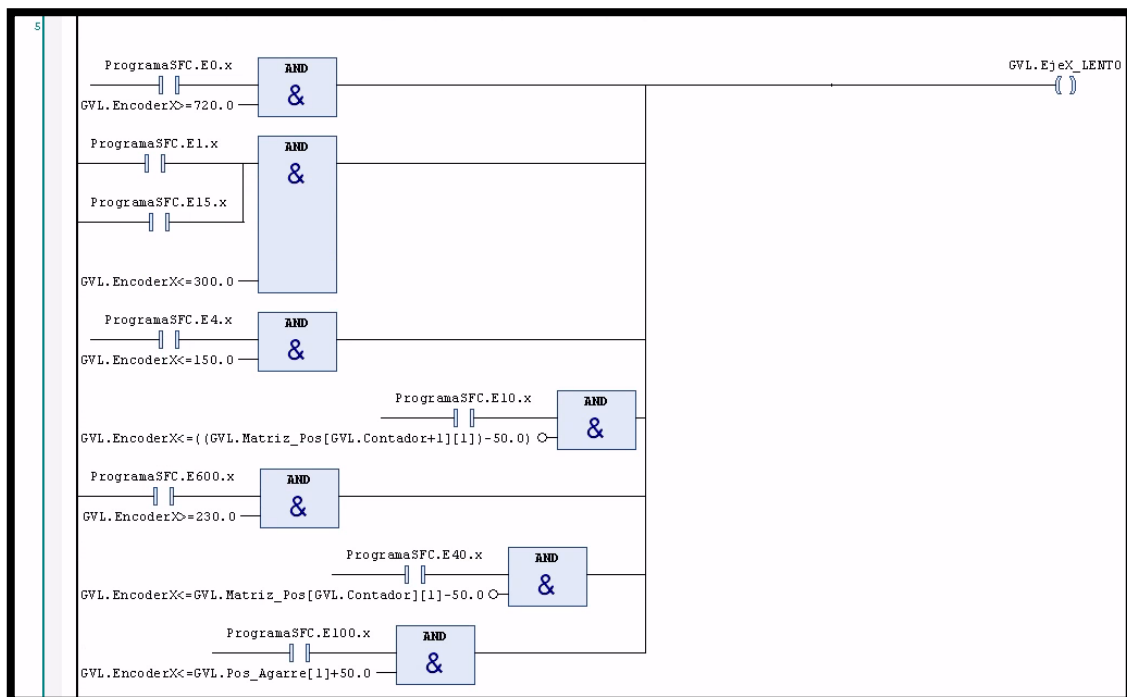 5
ProgramaSFC.E0.x
AND
GVL.EjeX_LENTO
&
GVL.EncoderX>=720.0
ProgramaSFC.E1.x
AND
&
ProgramaSFC.E15.x
GVL.EncoderX<=300.0
ProgramaSFC.E4.x
AND
&
GVL.EncoderX<=150.0
ProgramaSFC.E10.x
AND
&
GVL.EncoderX<=((GVL.Matriz_Pos[GVL.Contador+1][1])-50.0)
ProgramaSFC.E600.x
AND
&
GVL.EncoderX>=230.0
ProgramaSFC.E40.x
AND
&
GVL.EncoderX<=GVL.Matriz_Pos[GVL.Contador][1]-50.0
ProgramaSFC.E100.x
AND
&
GVL.EncoderX<=GVL.Pos_Agarre[1]+50.0